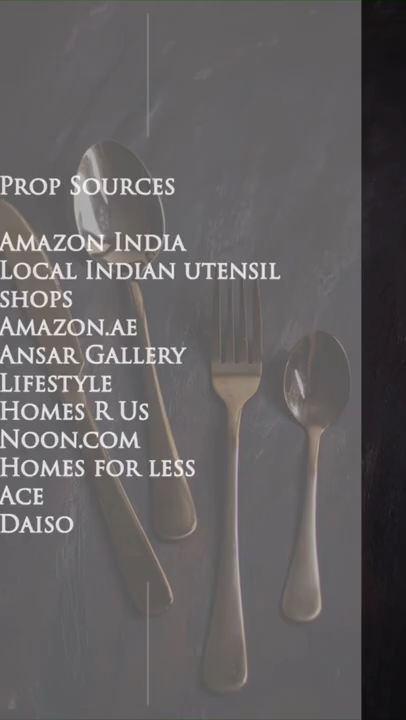 Prop Sources
Amazon India
Local Indian utensil
shops
Amazon.ae
Ansar Gallery
Lifestyle
Homes R Us
Noon.com
Homes for less
Ace
Daiso